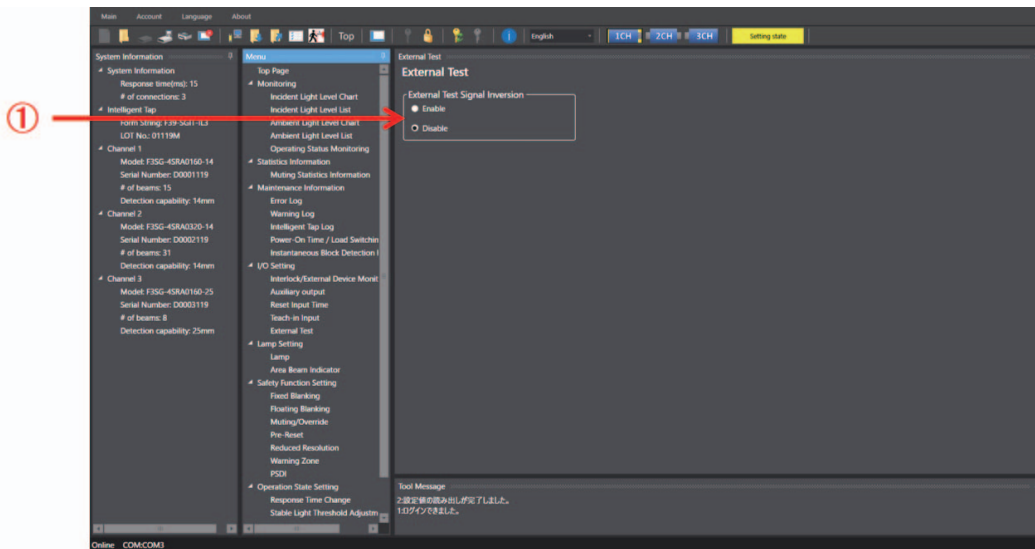 Main Account Language About
Top English 1CH 2CH 3CH Setting state
System Information
System Information
Response time(ms): 15
# of connections: 3
Intelligent Tap
Form String: F39-SGIT-IL3
LOT No.: 01119M
Channel 1
Model: F3SG-4SRA0160-14
Serial Number: D0001119
# of beams: 15
Detection capability: 14mm
Channel 2
Model: F3SG-4SRA0320-14
Serial Number: D0002119
# of beams: 31
Detection capability: 14mm
Channel 3
Model: F3SG-4SRA0160-25
Serial Number: D0003119
# of beams: 8
Detection capability: 25mm
Menu
Top Page
Monitoring
Incident Light Level Chart
Incident Light Level List
Ambient Light Level Chart
Ambient Light Level List
Operating Status Monitoring
Statistics Information
Muting Statistics Information
Maintenance Information
Error Log
Warning Log
Intelligent Tap Log
Power-On Time / Load Switchin
Instantaneous Block Detection I
I/O Setting
Interlock/External Device Monit
Auxiliary output
Reset Input Time
Teach-in Input
External Test
Lamp Setting
Lamp
Area Beam Indicator
Safety Function Setting
Fixed Blanking
Floating Blanking
Muting/Override
Pre-Reset
Reduced Resolution
Warning Zone
PSDI
Operation State Setting
Response Time Change
Stable Light Threshold Adjustm
External Test
External Test
External Test Signal Inversion
Enable
Disable
①
Tool Message
2:設定値の読み出しが完了しました。
1:ログインできました。
Online COM:COM3